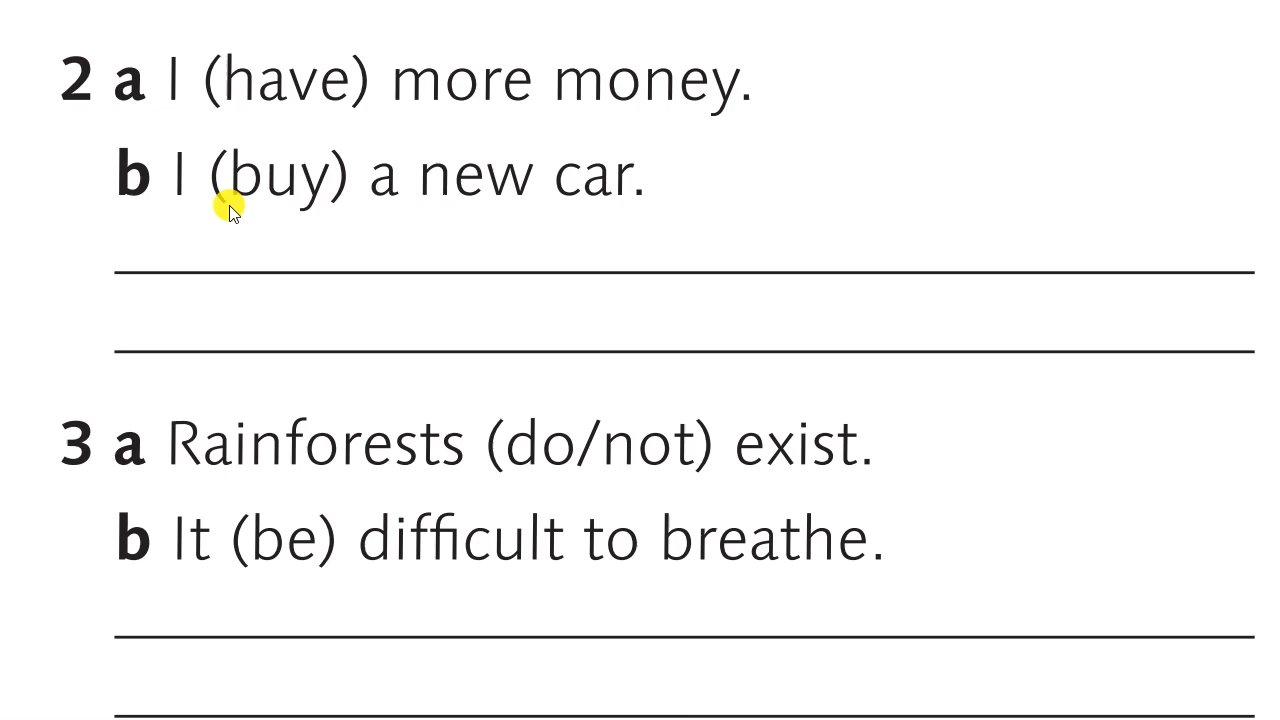 2 a I (have) more money.
b I (buy) a new car.
3 a Rainforests (do/not) exist.
b It (be) difficult to breathe.